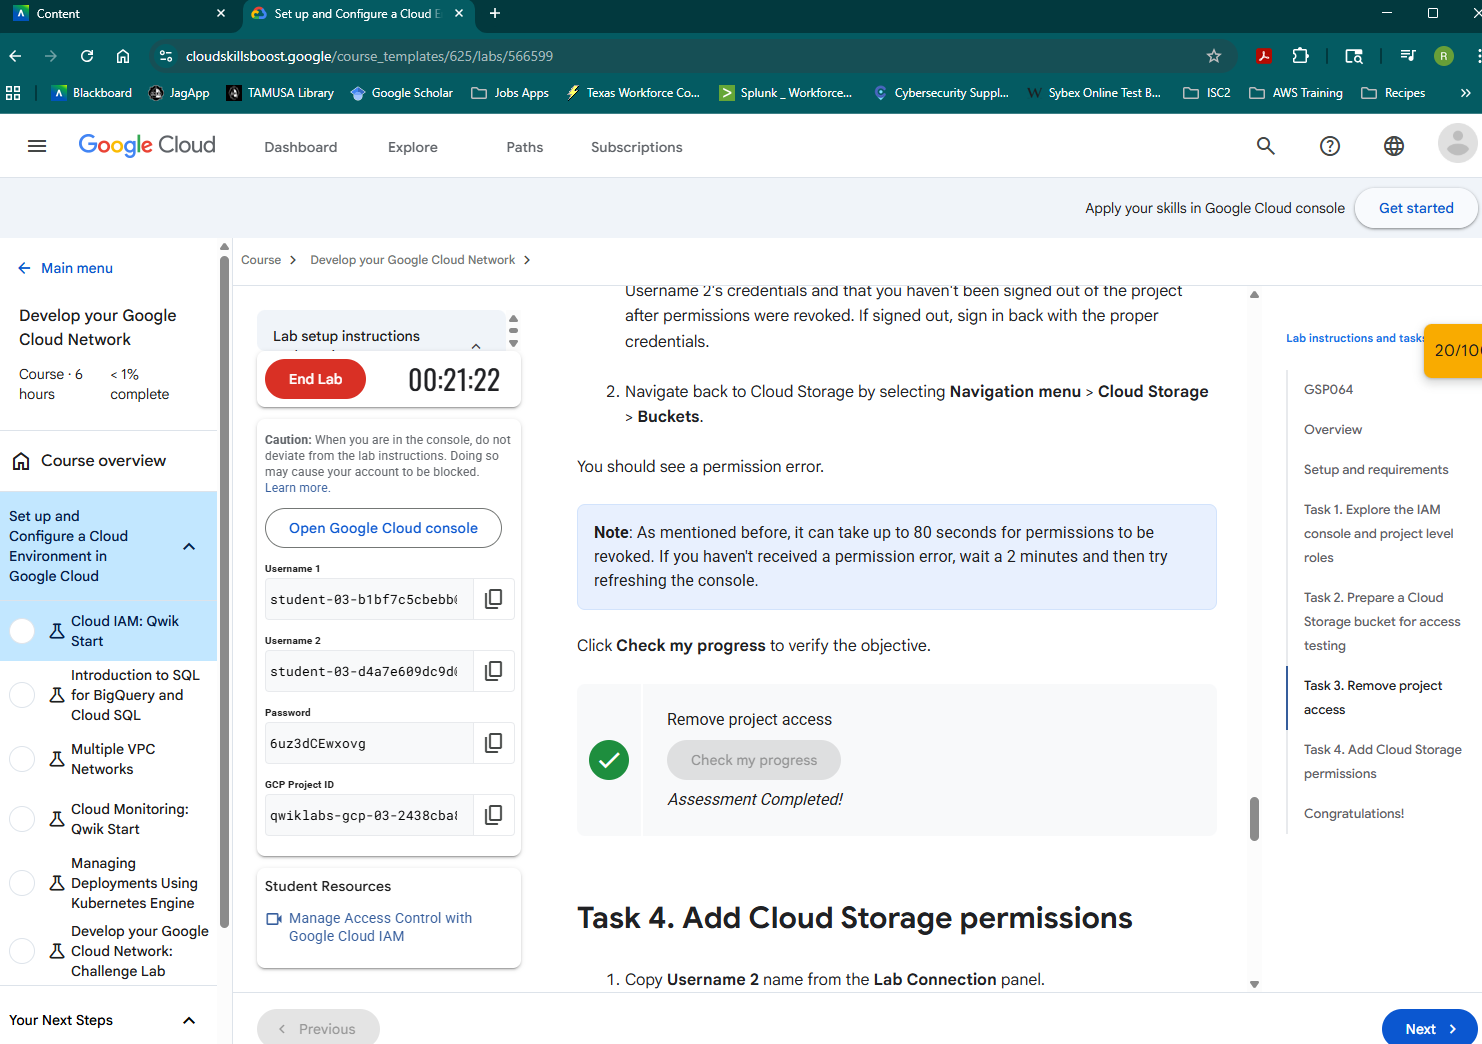 Content
Set up and Configure a Cloud E
cloudskillsboost.google/course_templates/625/labs/566599
R
Blackboard
JagApp
TAMUSA Library
Google Scholar
Jobs Apps
Texas Workforce Co...
Splunk _ Workforce...
Cybersecurity Suppl...
Sybex Online Test B...
ISC2
AWS Training
Recipes
Google Cloud
Dashboard
Explore
Paths
Subscriptions
Apply your skills in Google Cloud console
Get started
Main menu
Develop your Google
Cloud Network
Course · 6
hours
< 1%
complete
Course overview
Set up and
Configure a Cloud
Environment in
Google Cloud
Cloud IAM: Qwik
Start
Introduction to SQL
for BigQuery and
Cloud SQL
Multiple VPC
Networks
Cloud Monitoring:
Qwik Start
Managing
Deployments Using
Kubernetes Engine
Develop your Google
Cloud Network:
Challenge Lab
Your Next Steps
Course
Develop your Google Cloud Network
Lab setup instructions
End Lab
00:21:22
Caution: When you are in the console, do not
deviate from the lab instructions. Doing so
may cause your account to be blocked.
Learn more.
Open Google Cloud console
Username 1
student-03-b1bf7c5cbebb@
Username 2
student-03-d4a7e609dc9d@
Password
6uz3dCEwxovg
GCP Project ID
qwiklabs-gcp-03-2438cba8
Student Resources
Manage Access Control with
Google Cloud IAM
Username 2's credentials and that you haven't been signed out of the project
after permissions were revoked. If signed out, sign in back with the proper
credentials.
2. Navigate back to Cloud Storage by selecting Navigation menu > Cloud Storage
> Buckets.
You should see a permission error.
Note: As mentioned before, it can take up to 80 seconds for permissions to be
revoked. If you haven't received a permission error, wait a 2 minutes and then try
refreshing the console.
Click Check my progress to verify the objective.
Remove project access
Check my progress
Assessment Completed!
Task 4. Add Cloud Storage permissions
1. Copy Username 2 name from the Lab Connection panel.
Lab instructions and tasks
20/100
GSP064
Overview
Setup and requirements
Task 1. Explore the IAM
console and project level
roles
Task 2. Prepare a Cloud
Storage bucket for access
testing
Task 3. Remove project
access
Task 4. Add Cloud Storage
permissions
Congratulations!
Previous
Next